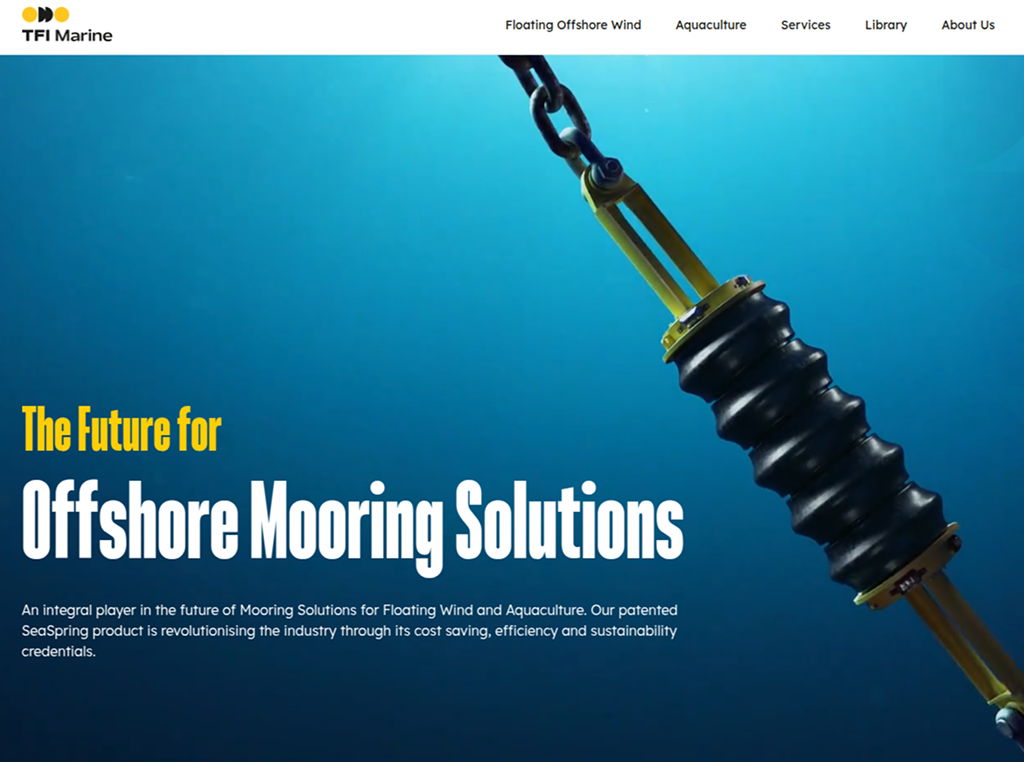 TFI Marine
Floating Offshore Wind
Aquaculture
Services
Library
About Us
The Future for
Offshore Mooring Solutions
An integral player in the future of Mooring Solutions for Floating Wind and Aquaculture. Our patented
SeaSpring product is revolutionising the industry through its cost saving, efficiency and sustainability
credentials.